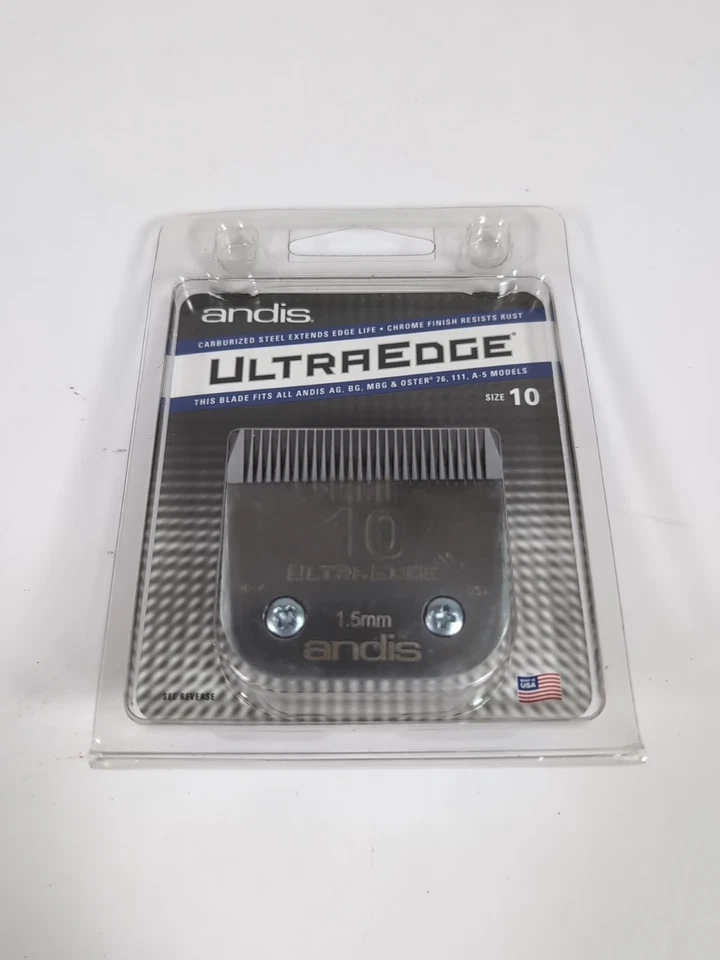 andis.
CARBURIZED STEEL EXTENDS EDGE LIFE • CHROME FINISH RESISTS RUST
ULTRAEDGE®
THIS BLADE FITS ALL ANDIS AG, BG, MBG & OSTER® 76, 111, A-5 MODELS
SIZE 10
10
ULTRAEDGE
1.5mm
andis
SEE REVERSE
MADE IN
USA